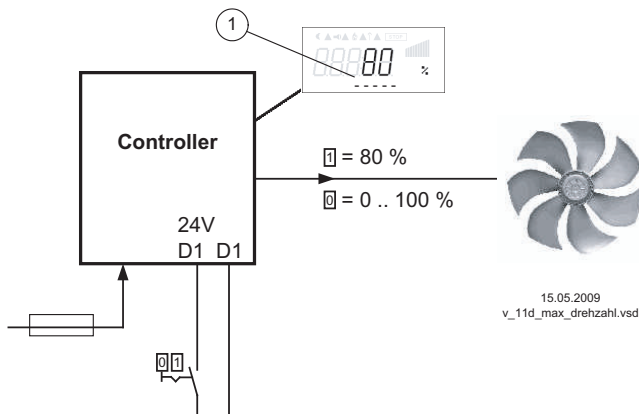 1
80
%
Controller
1 = 80 %
0 = 0 .. 100 %
24V
D1 D1
15.05.2009
v_11d_max_drehzahl.vsd
0 1